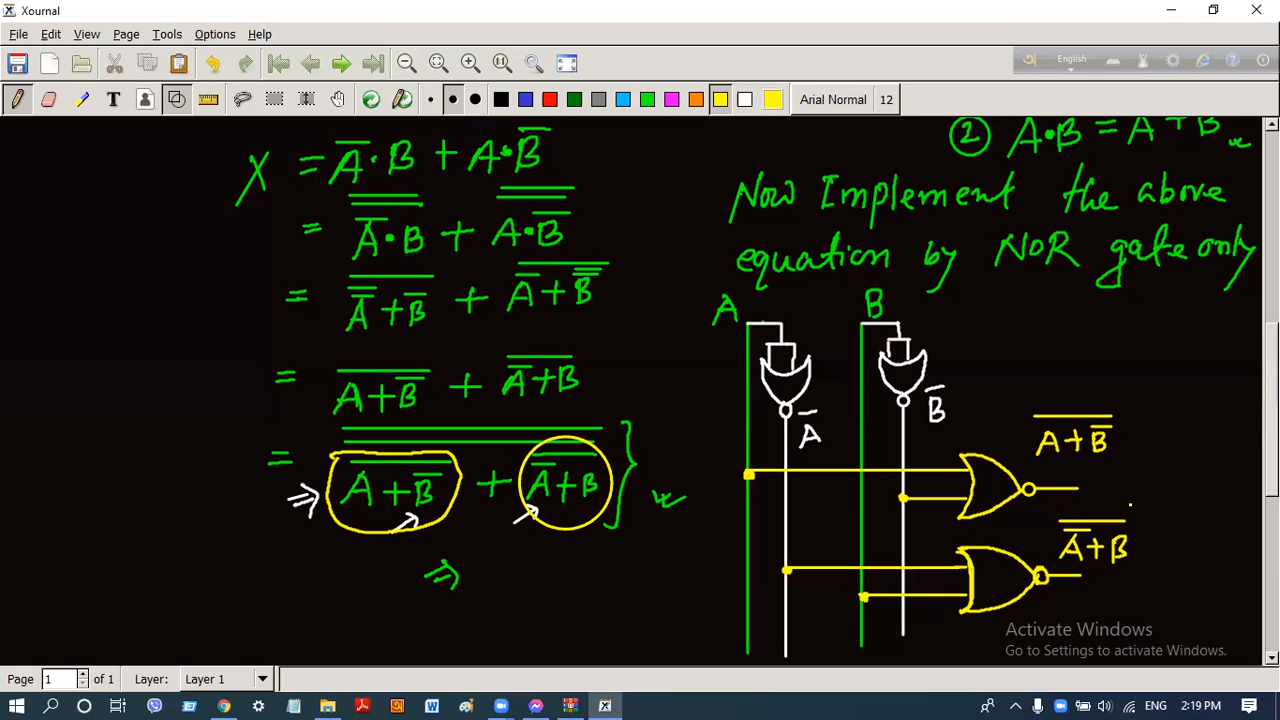 Xournal
File Edit View Page Tools Options Help
English
Arial Normal 12
X = A̅·B + A·B̅
= A̿·̿B̿ + A̿·̿B̿
= A̿+B̅ + A̅+B̿
= A+B̅ + A̅+B
= A+B̅ + A̅+B }
⇒
⇒
② A·B = A + B
Now Implement the above
equation by NOR gate only
A B
A̅
B̅
A+B̅
A̅+B
Activate Windows
Go to Settings to activate Windows.
Page 1 of 1 Layer: Layer 1
2:19 PM